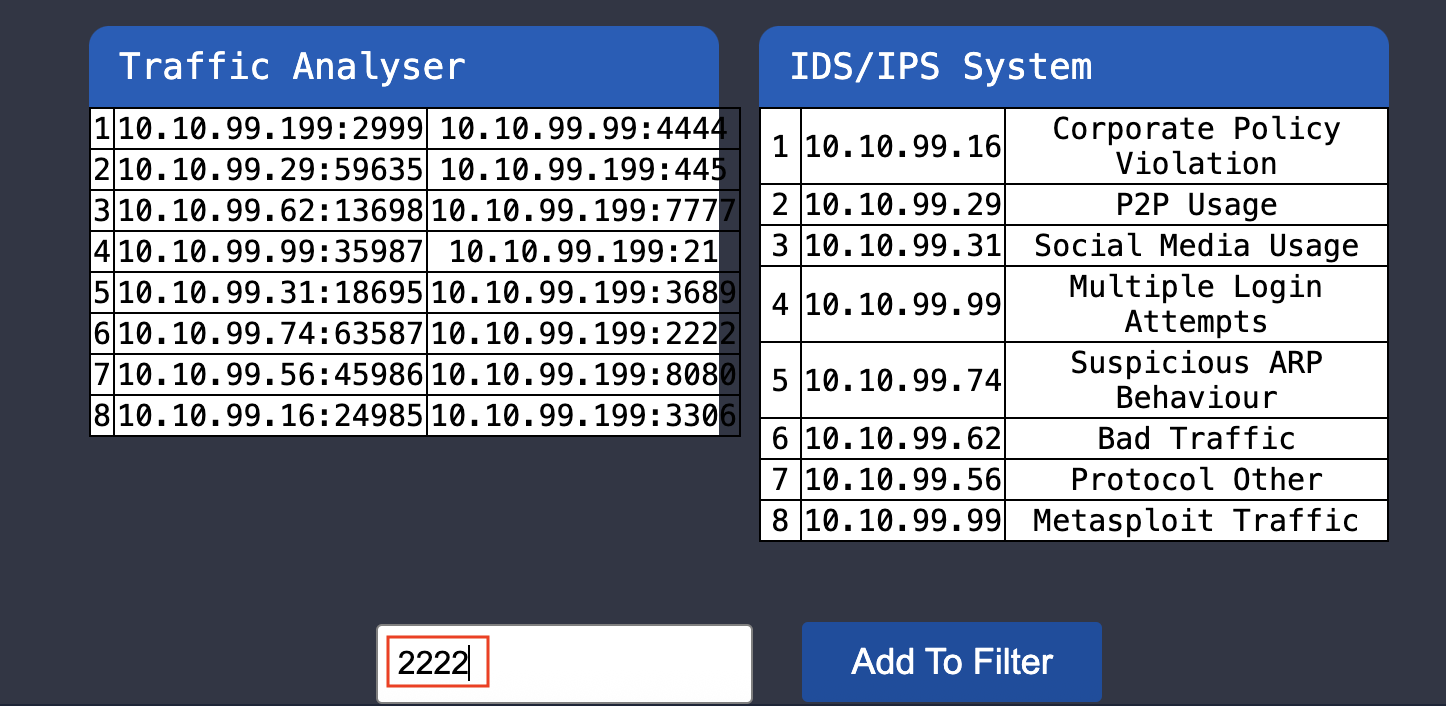 Traffic Analyser
1 10.10.99.199:2999 10.10.99.99:4444
2 10.10.99.29:59635 10.10.99.199:445
3 10.10.99.62:13698 10.10.99.199:7777
4 10.10.99.99:35987 10.10.99.199:21
5 10.10.99.31:18695 10.10.99.199:3689
6 10.10.99.74:63587 10.10.99.199:2222
7 10.10.99.56:45986 10.10.99.199:8080
8 10.10.99.16:24985 10.10.99.199:3306
IDS/IPS System
1 10.10.99.16 Corporate Policy
Violation
2 10.10.99.29 P2P Usage
3 10.10.99.31 Social Media Usage
4 10.10.99.99 Multiple Login
Attempts
5 10.10.99.74 Suspicious ARP
Behaviour
6 10.10.99.62 Bad Traffic
7 10.10.99.56 Protocol Other
8 10.10.99.99 Metasploit Traffic
2222
Add To Filter